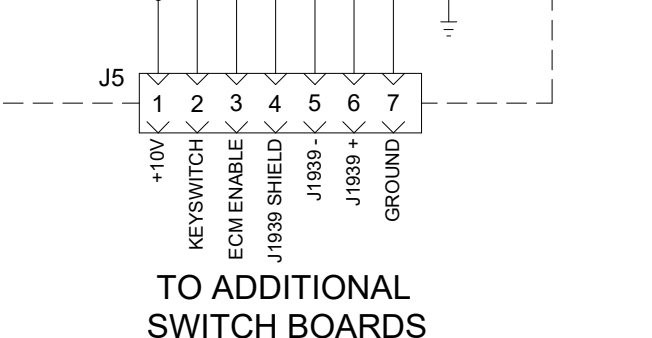 J5
1 2 3 4 5 6 7
+10V
KEYSWITCH
ECM ENABLE
J1939 SHIELD
J1939 -
J1939 +
GROUND
TO ADDITIONAL
SWITCH BOARDS